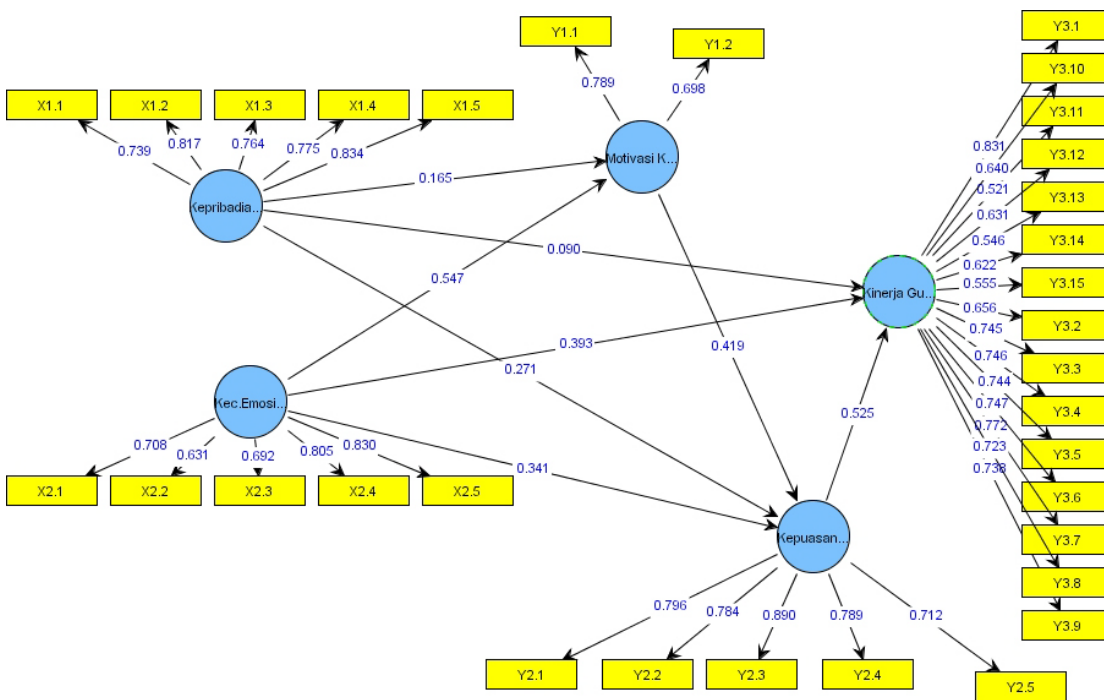 Y1.1
Y1.2
Y3.1
Y3.10
Y3.11
Y3.12
Y3.13
Y3.14
Y3.15
Y3.2
Y3.3
Y3.4
Y3.5
Y3.6
Y3.7
Y3.8
Y3.9
0.789
0.698
X1.1
X1.2
X1.3
X1.4
X1.5
0.739
0.817
0.764
0.775
0.834
Motivasi K...
Kepribadia...
0.165
0.090
0.547
0.831
0.640
0.521
0.631
0.546
0.622
0.555
0.656
0.745
0.746
0.744
0.747
0.772
0.723
0.738
Kinerja Gu...
0.393
0.419
0.271
Kec.Emosi...
0.708
0.631
0.692
0.805
0.830
0.341
0.525
X2.1
X2.2
X2.3
X2.4
X2.5
Kepuasan...
0.796
0.784
0.890
0.789
0.712
Y2.1
Y2.2
Y2.3
Y2.4
Y2.5